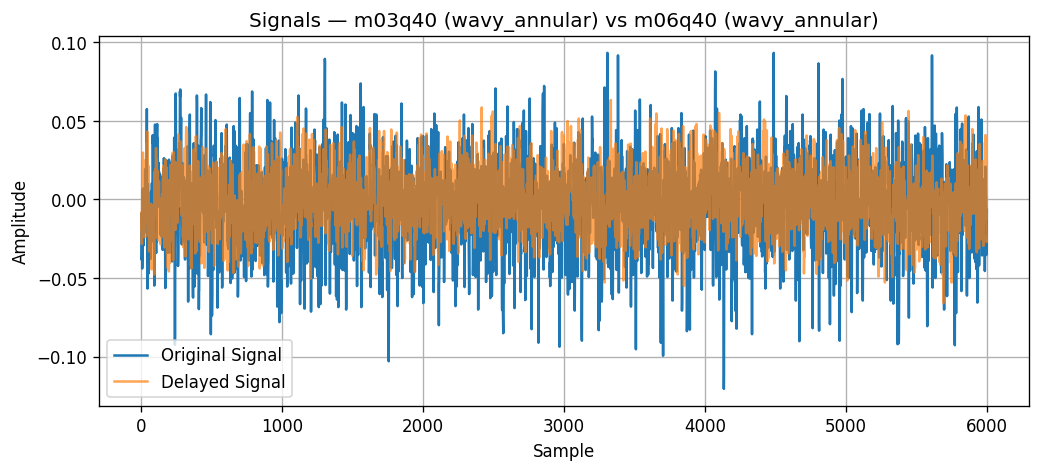 Signals — m03q40 (wavy_annular) vs m06q40 (wavy_annular)
0.10
0.05
0.00
−0.05
−0.10
Amplitude
Original Signal
Delayed Signal
0 1000 2000 3000 4000 5000 6000
Sample